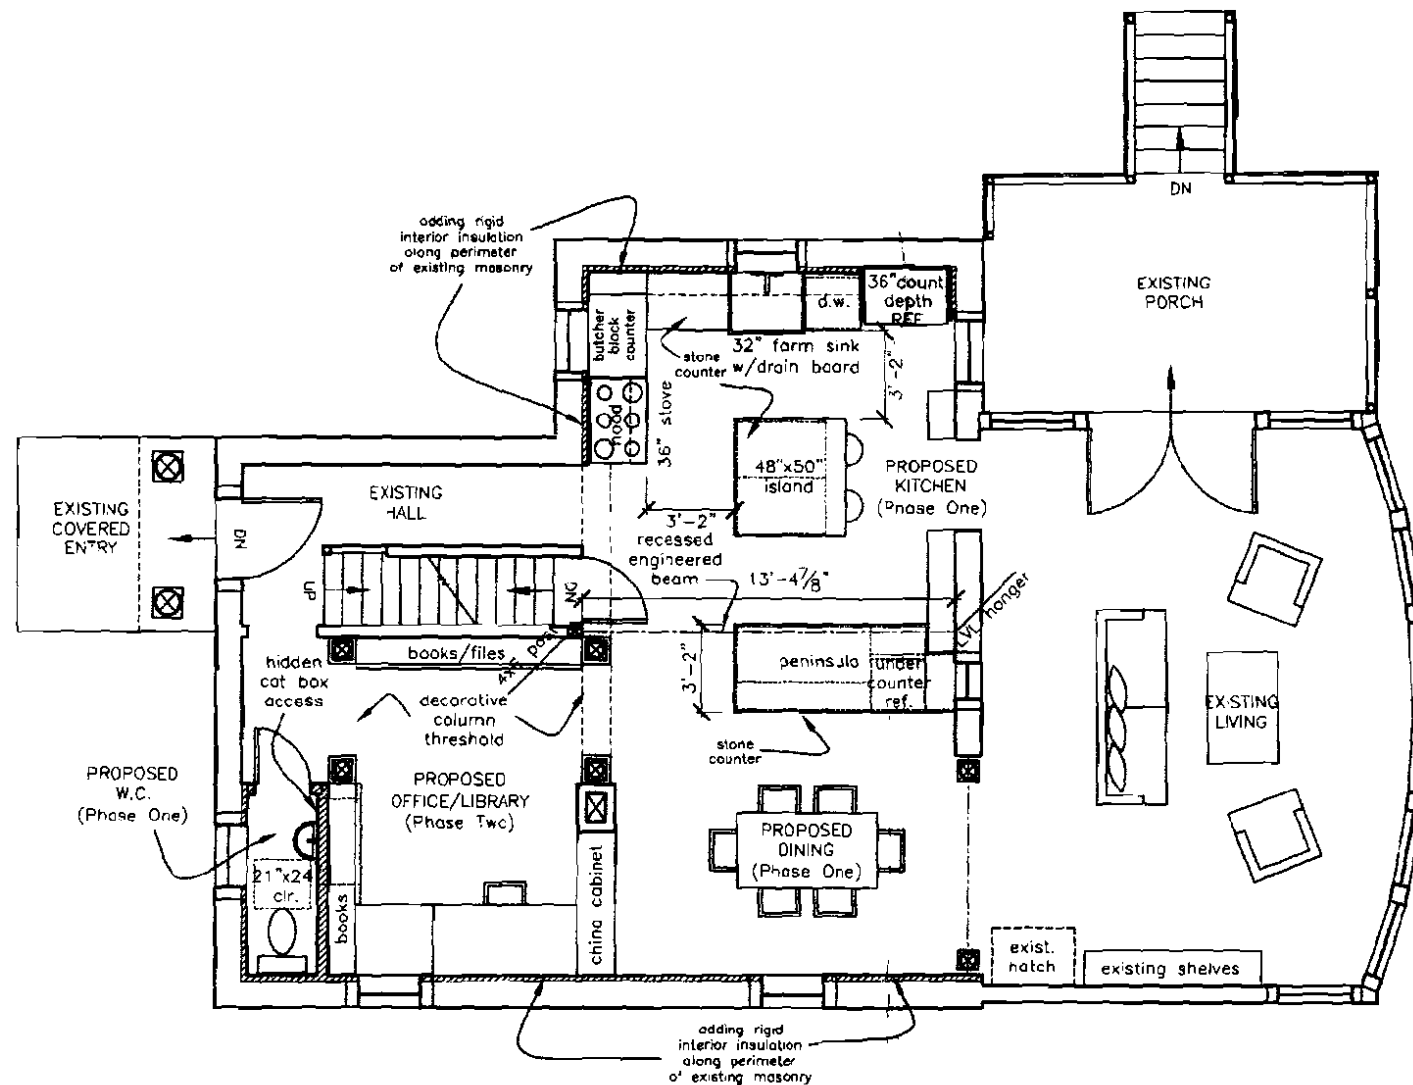 DN
adding rigid
interior insulation
along perimeter
of existing masonry
EXISTING
PORCH
36" count
depth
REF
d.w.
butcher
block
counter
stone
counter
32" farm sink
w/drain board
3'-2"
hood
36" stove
48"x50"
island
PROPOSED
KITCHEN
(Phase One)
EXISTING
HALL
EXISTING
COVERED
ENTRY
DN
3'-2"
recessed
engineered
beam
13'-4⅞"
UP
DN
LVL hanger
4x6 post
books/files
hidden
cat box
access
decorative
column
threshold
3'-2"
peninsula
under
counter
ref.
stone
counter
EXISTING
LIVING
PROPOSED
W.C.
(Phase One)
PROPOSED
OFFICE/LIBRARY
(Phase Two)
PROPOSED
DINING
(Phase One)
21"x24"
clr.
books
china cabinet
exist.
hatch
existing shelves
adding rigid
interior insulation
along perimeter
of existing masonry